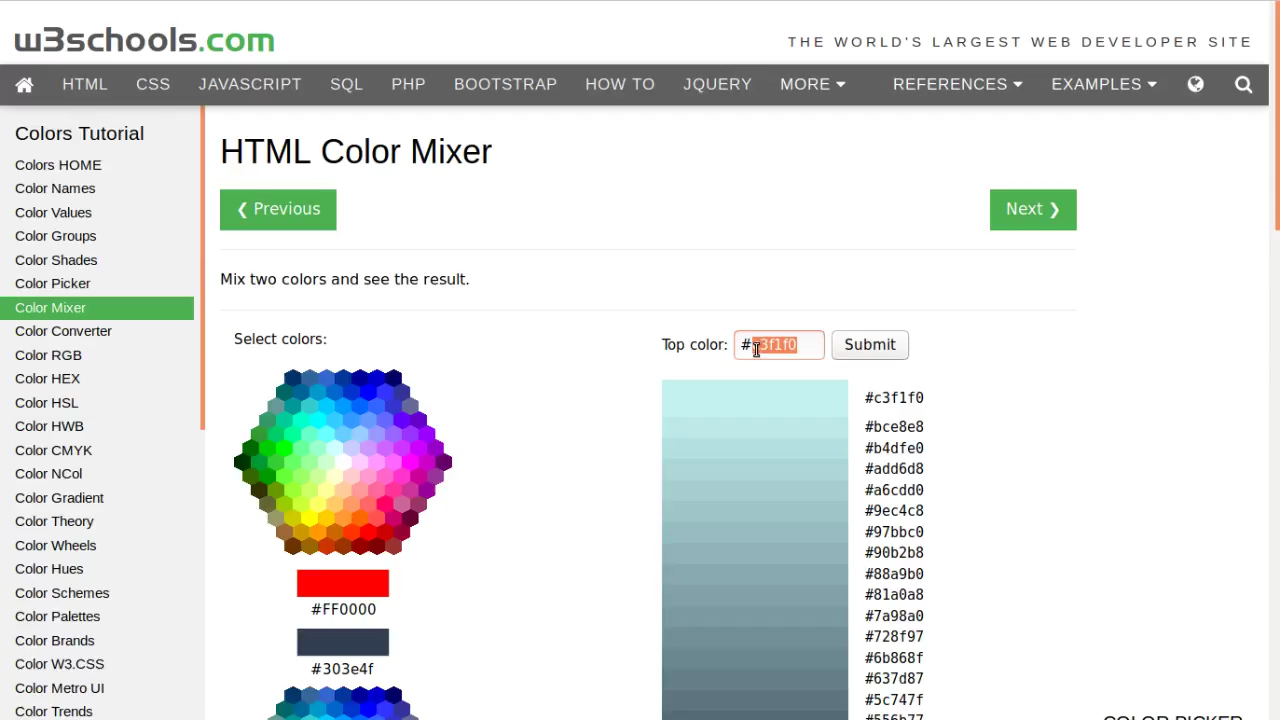 w3schools.com
THE WORLD'S LARGEST WEB DEVELOPER SITE
HTML CSS JAVASCRIPT SQL PHP BOOTSTRAP HOW TO JQUERY MORE REFERENCES EXAMPLES
Colors Tutorial
Colors HOME
Color Names
Color Values
Color Groups
Color Shades
Color Picker
Color Mixer
Color Converter
Color RGB
Color HEX
Color HSL
Color HWB
Color CMYK
Color NCol
Color Gradient
Color Theory
Color Wheels
Color Hues
Color Schemes
Color Palettes
Color Brands
Color W3.CSS
Color Metro UI
Color Trends
HTML Color Mixer
❮ Previous
Next ❯
Mix two colors and see the result.
Select colors:
#FF0000
#303e4f
Top color: #c3f1f0 Submit
#c3f1f0
#bce8e8
#b4dfe0
#add6d8
#a6cdd0
#9ec4c8
#97bbc0
#90b2b8
#88a9b0
#81a0a8
#7a98a0
#728f97
#6b868f
#637d87
#5c747f
#556b77
COLOR PICKER